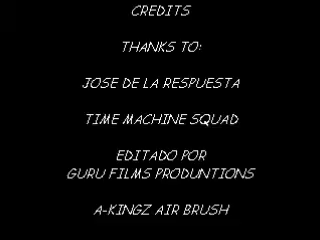 CREDITS
THANKS TO:
JOSE DE LA RESPUESTA
TIME MACHINE SQUAD
EDITADO POR
GURU FILMS PRODUNTIONS
A-KINGZ AIR BRUSH